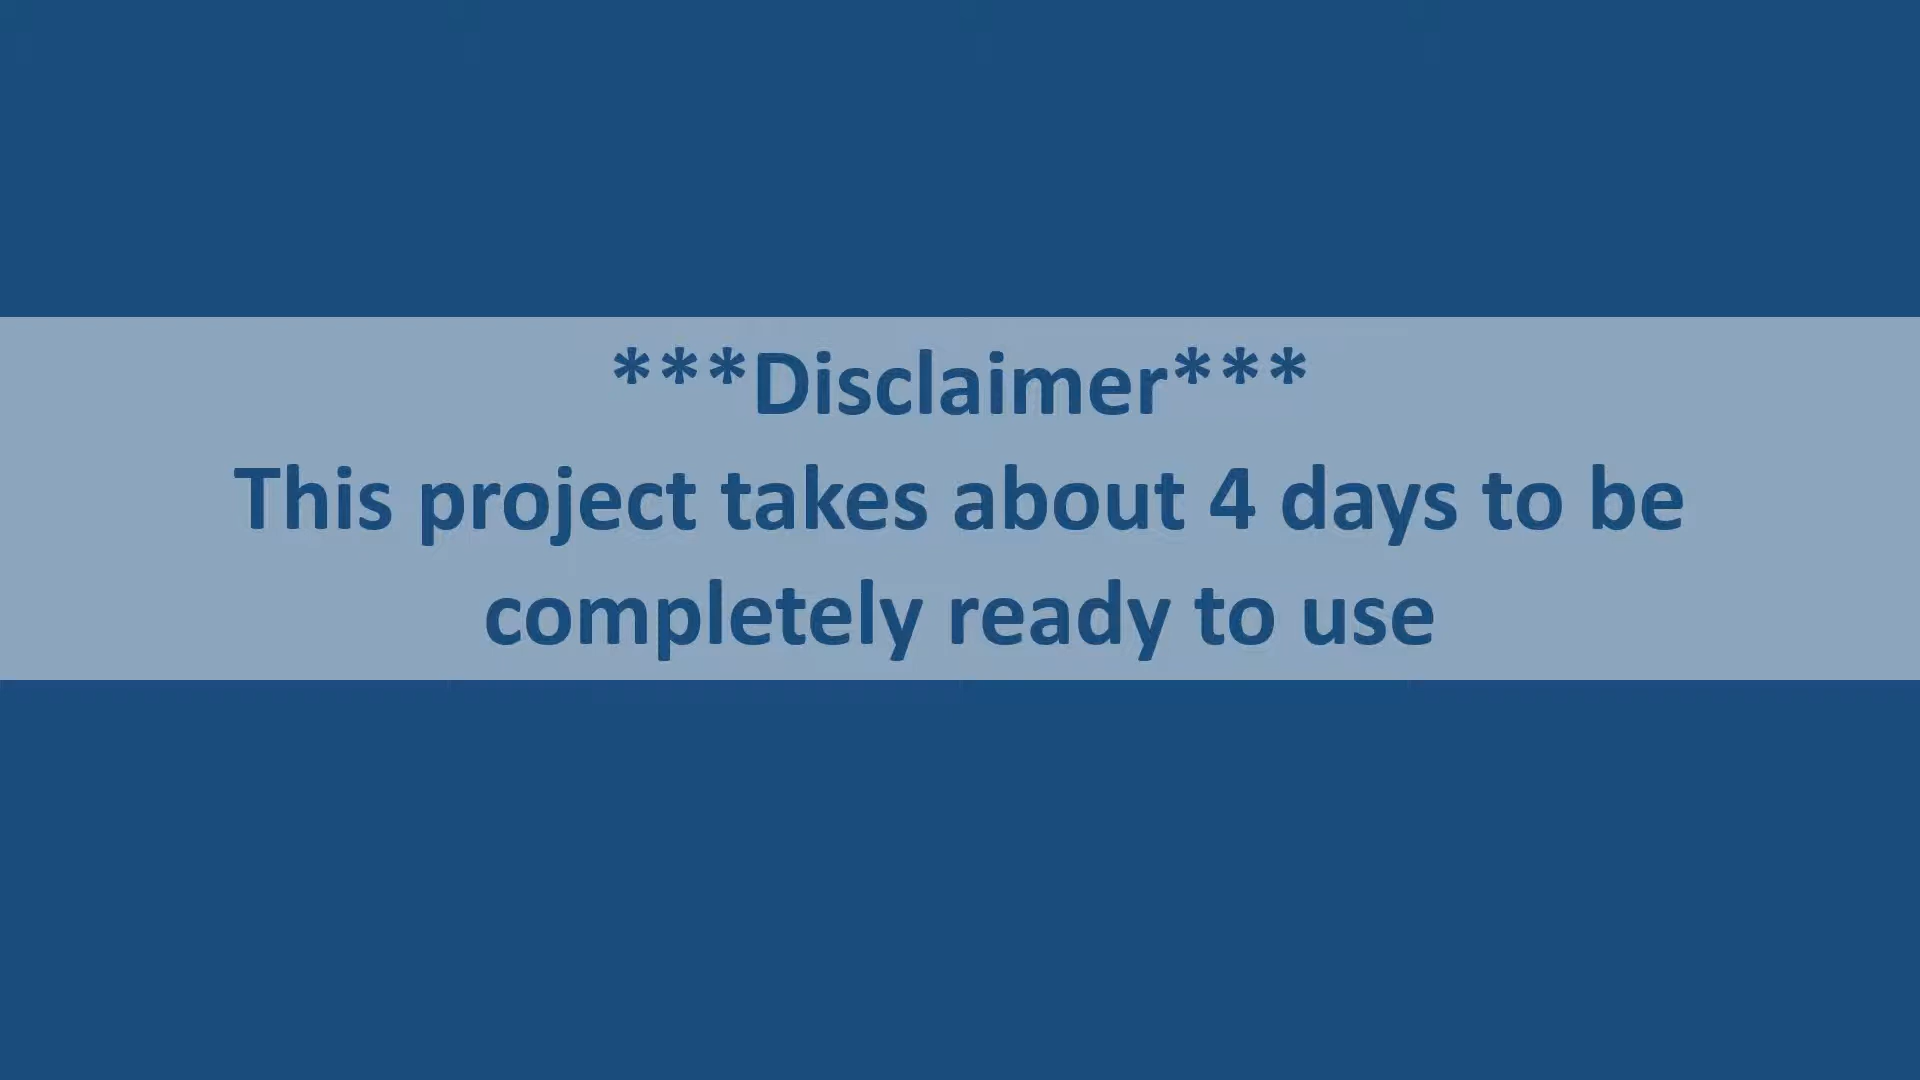 ***Disclaimer***
This project takes about 4 days to be
completely ready to use